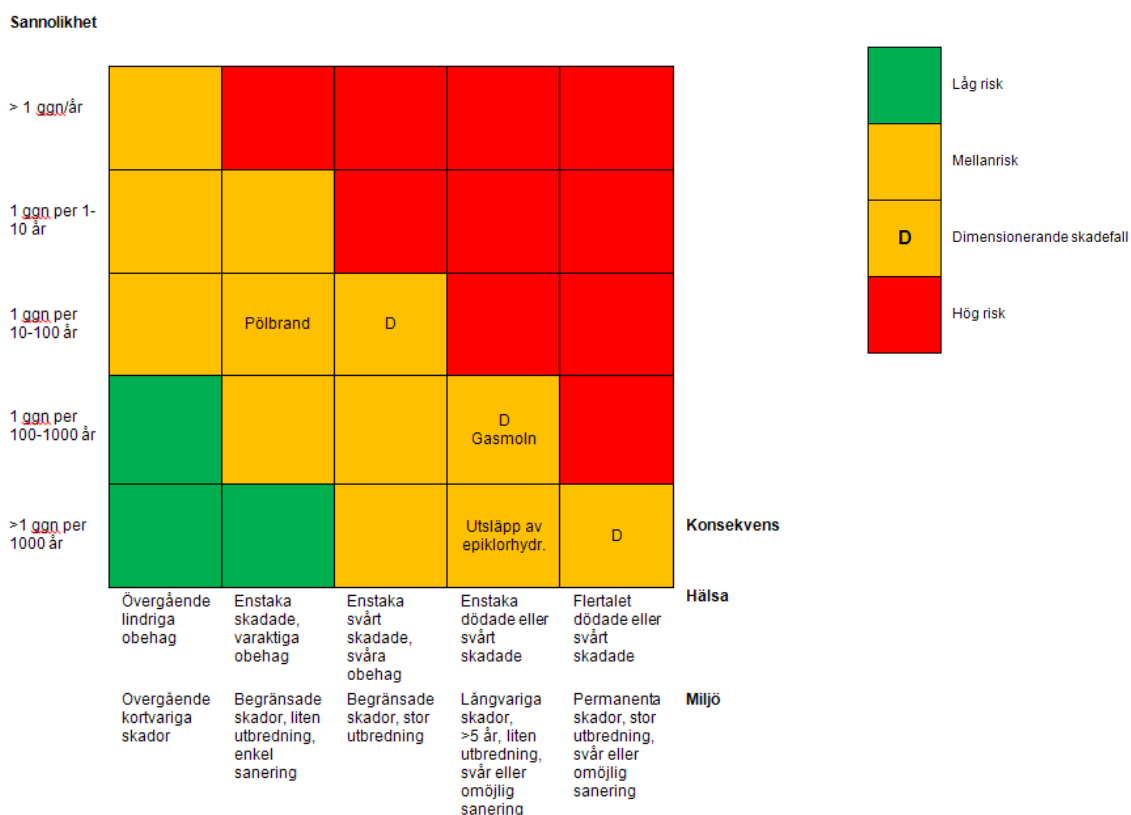 Sannolikhet
> 1 ggn/år
1 ggn per 1-
10 år
1 ggn per
10-100 år
Pölbrand
D
1 ggn per
100-1000 år
D
Gasmoln
>1 ggn per
1000 år
Utsläpp av
epiklorhydr.
D
Konsekvens
Övergående
lindriga
obehag
Enstaka
skadade,
varaktiga
obehag
Enstaka
svårt
skadade,
svåra
obehag
Enstaka
dödade eller
svårt
skadade
Flertalet
dödade eller
svårt
skadade
Hälsa
Overgående
kortvariga
skador
Begränsade
skador, liten
utbredning,
enkel
sanering
Begränsade
skador, stor
utbredning
Långvariga
skador,
>5 år, liten
utbredning,
svår eller
omöjlig
sanering
Permanenta
skador, stor
utbredning,
svår eller
omöjlig
sanering
Miljö
Låg risk
Mellanrisk
D
Dimensionerande skadefall
Hög risk